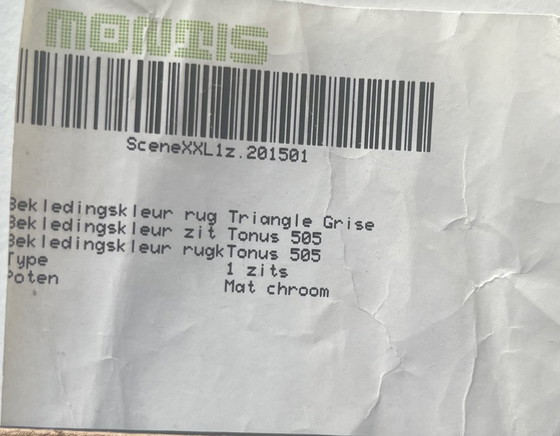 MONTIS
SceneXXL1z.201501
Bekledingskleur rug Triangle Grise
Bekledingskleur zit Tonus 505
Bekledingskleur rugkTonus 505
Type 1 zits
Poten Mat chroom